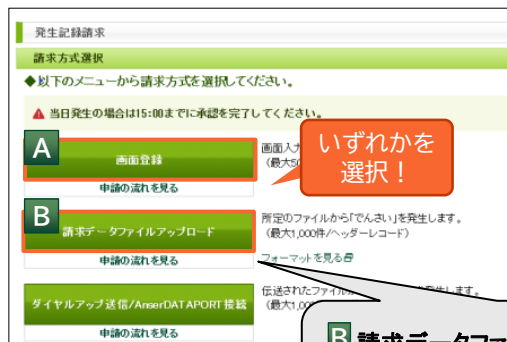 発生記録請求
請求方式選択
◆以下のメニューから請求方式を選択してください。
当日発生の場合は15:00までに承認を完了してください。
A
画面登録
画面入
(最大50
いずれかを
選択！
申請の流れを見る
B
請求データファイルアップロード
所定のファイルから「でんさい」を発生します。
(最大1,000件/ヘッダーレコード)
申請の流れを見る
フォーマットを見る
ダイヤルアップ送信/AnserDATAPORT接続
伝送されたファイル
発生します。
(最大1,00
申請の流れを見る
B 請求データファ